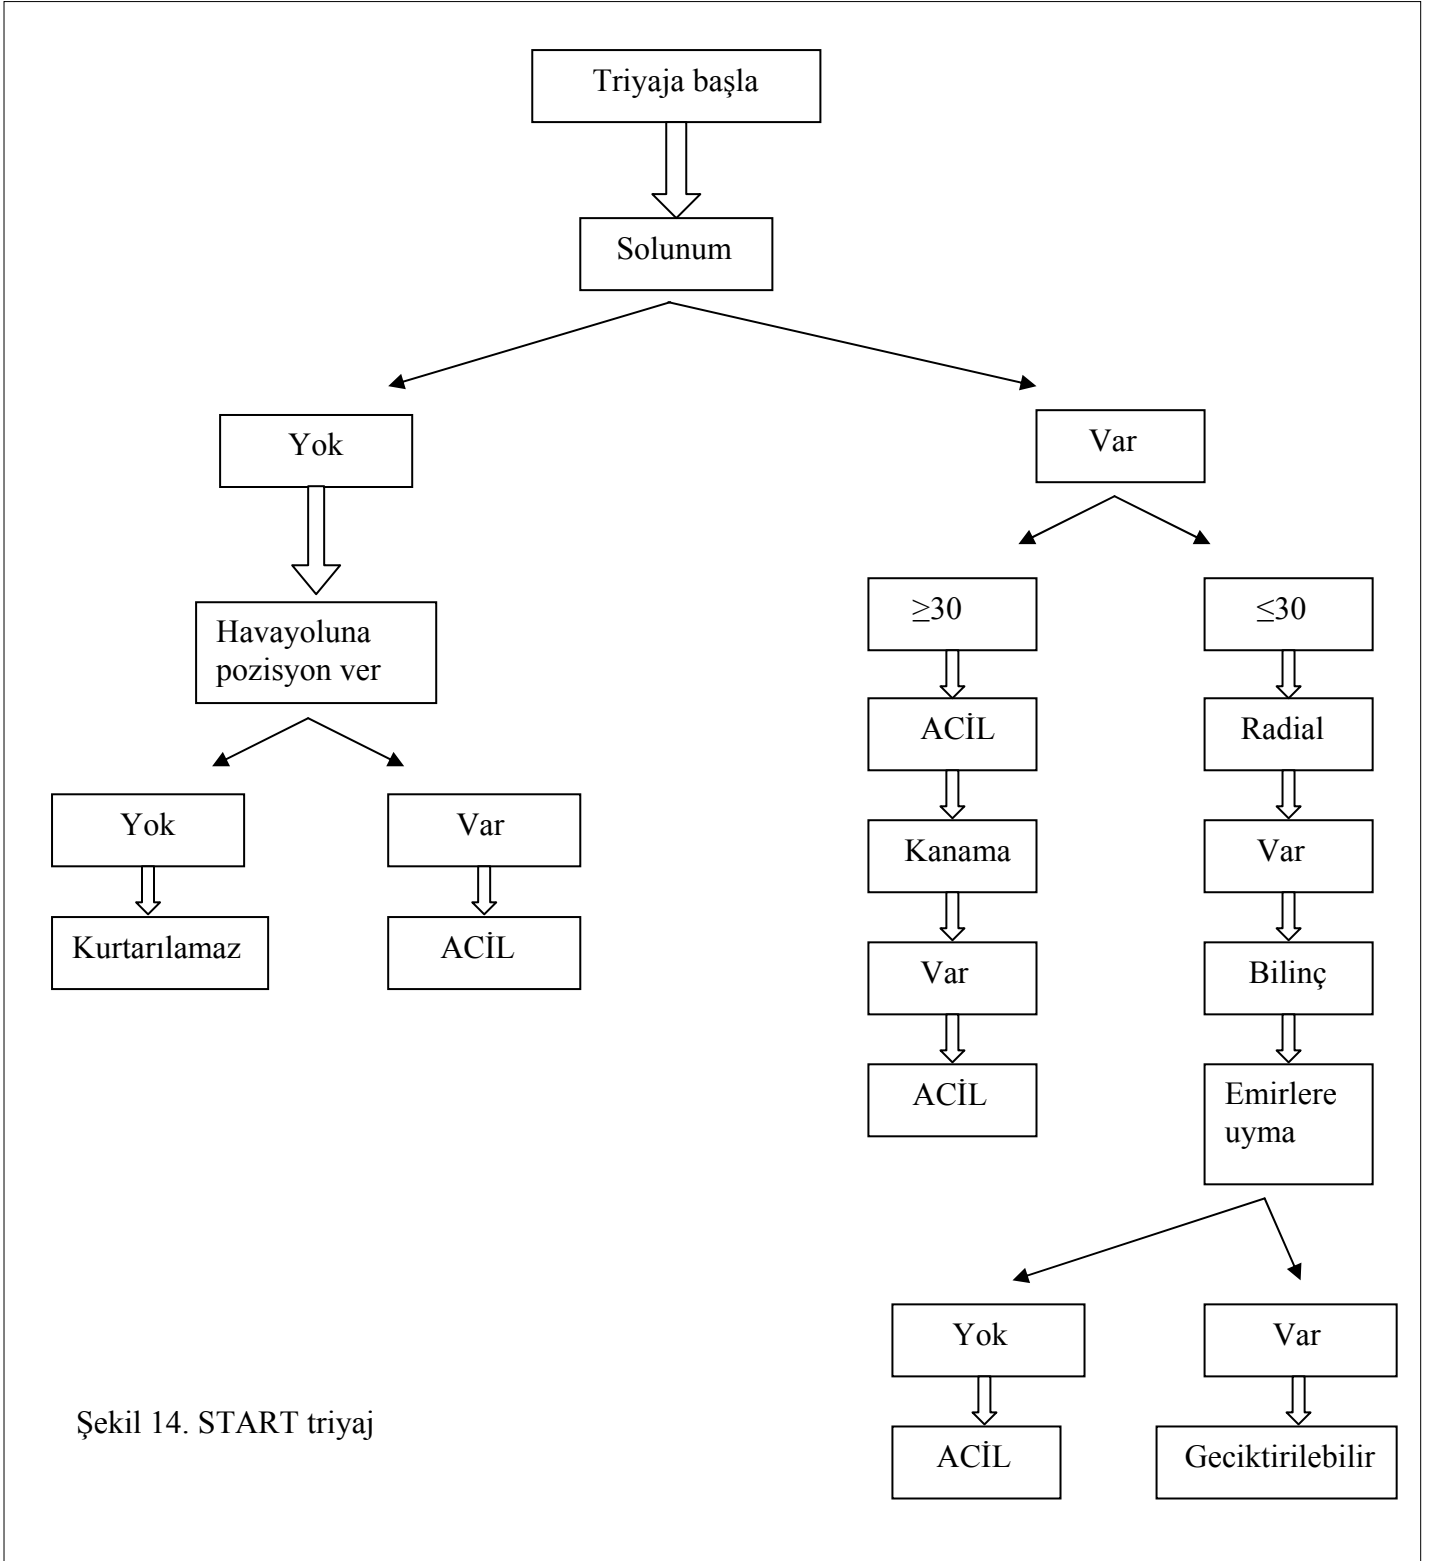 Triyaja başla
Solunum
Yok
Var
Havayoluna
pozisyon ver
≥30
≤30
ACİL
Radial
Yok
Var
Kanama
Var
Kurtarılamaz
ACİL
Var
Bilinç
ACİL
Emirlere
uyma
Yok
Var
ACİL
Geciktirilebilir
Şekil 14. START triyaj